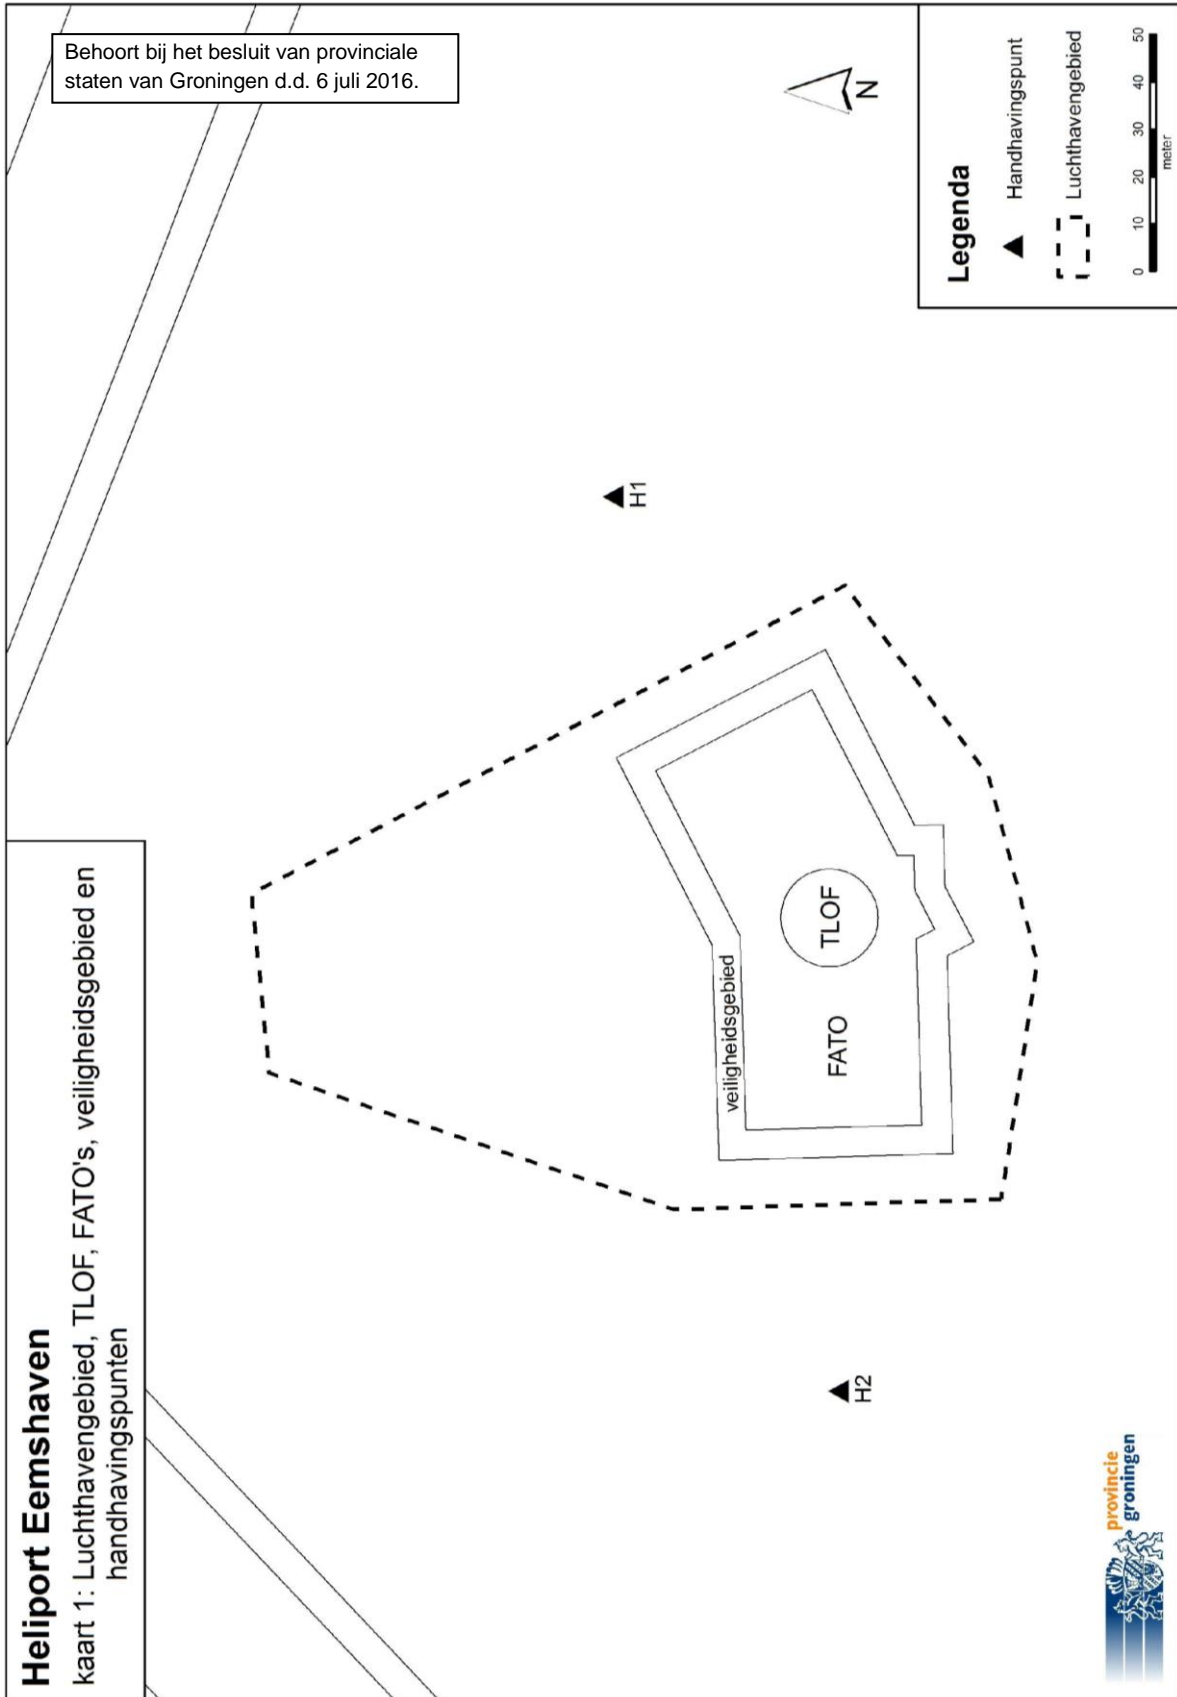 Behoort bij het besluit van provinciale
staten van Groningen d.d. 6 juli 2016.
Heliport Eemshaven
kaart 1: Luchthavengebied, TLOF, FATO's, veiligheidsgebied en
handhavingspunten
N
H1
H2
veiligheidsgebied
FATO
TLOF
Legenda
Handhavingspunt
Luchthavengebied
0 10 20 30 40 50
meter
provincie
groningen